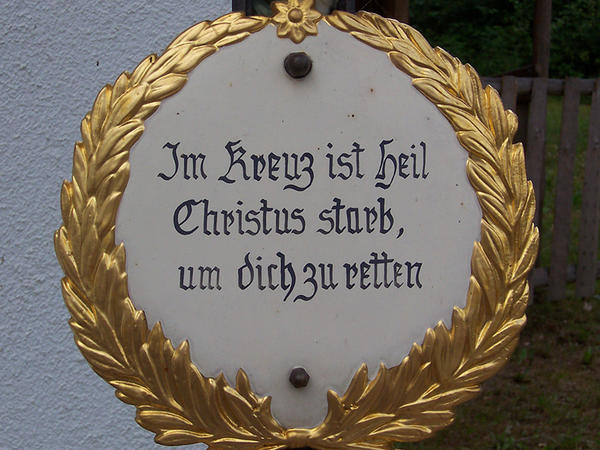 Im Kreuz ist Heil
Christus starb,
um dich zu retten